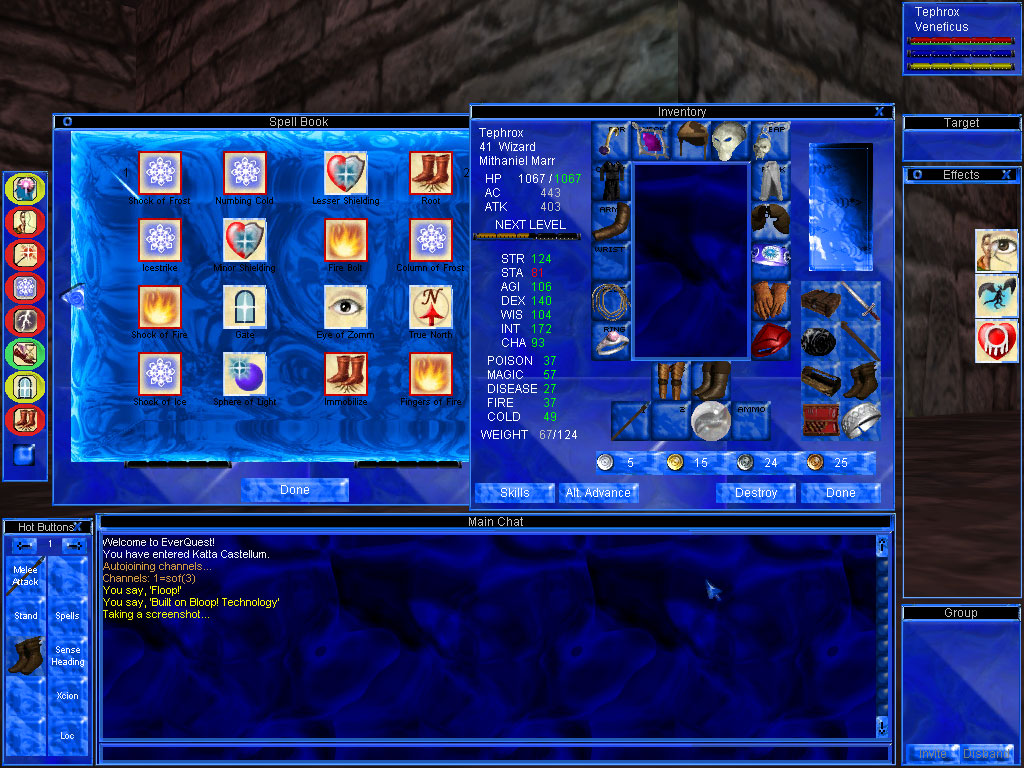 Tephrox
Veneficus
Target
Effects
Spell Book
1
2
Shock of Frost
Numbing Cold
Lesser Shielding
Root
Icestrike
Minor Shielding
Fire Bolt
Column of Frost
Shock of Fire
Gate
Eye of Zomm
True North
N
Shock of Ice
Sphere of Light
Immobilize
Fingers of Fire
Done
Inventory
Tephrox
41 Wizard
Mithaniel Marr
HP 1067/1067
AC 443
ATK 403
NEXT LEVEL
STR 124
STA 81
AGI 106
DEX 140
WIS 104
INT 172
CHA 93
POISON 37
MAGIC 57
DISEASE 27
FIRE 37
COLD 49
WEIGHT 67/124
EAR
ARM
WRIST
RING
AMMO
5 15 24 25
Skills
Alt. Advance
Destroy
Done
Hot Buttons
1
Melee
Attack
Stand
Spells
Sense
Heading
Xcion
Loc
Main Chat
Welcome to EverQuest!
You have entered Katta Castellum.
Autojoining channels...
Channels: 1=sof(3)
You say, 'Floop!'
You say, 'Built on Bloop! Technology'
Taking a screenshot...
Group
Invite
Disband